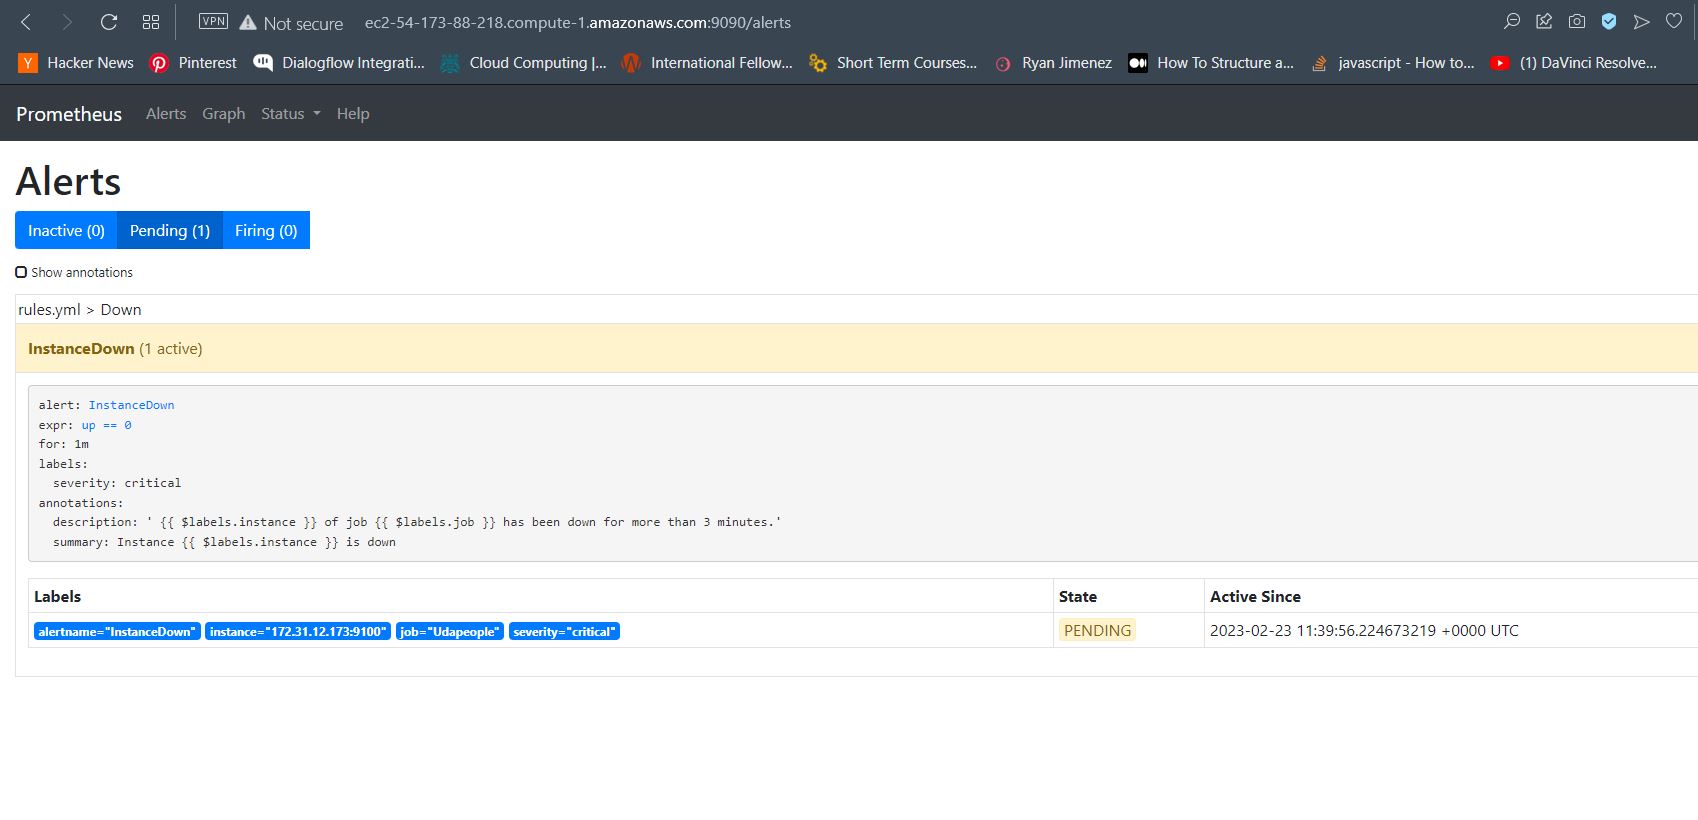 VPN Not secure ec2-54-173-88-218.compute-1.amazonaws.com:9090/alerts
Y Hacker News Pinterest Dialogflow Integrati... Cloud Computing |... International Fellow... Short Term Courses... Ryan Jimenez How To Structure a... javascript - How to... (1) DaVinci Resolve...
Prometheus Alerts Graph Status Help
Alerts
Inactive (0) Pending (1) Firing (0)
Show annotations
rules.yml > Down
InstanceDown (1 active)
alert: InstanceDown
expr: up == 0
for: 1m
labels:
  severity: critical
annotations:
  description: ' {{ $labels.instance }} of job {{ $labels.job }} has been down for more than 3 minutes.'
  summary: Instance {{ $labels.instance }} is down
Labels State Active Since
alertname="InstanceDown" instance="172.31.12.173:9100" job="Udapeople" severity="critical" PENDING 2023-02-23 11:39:56.224673219 +0000 UTC